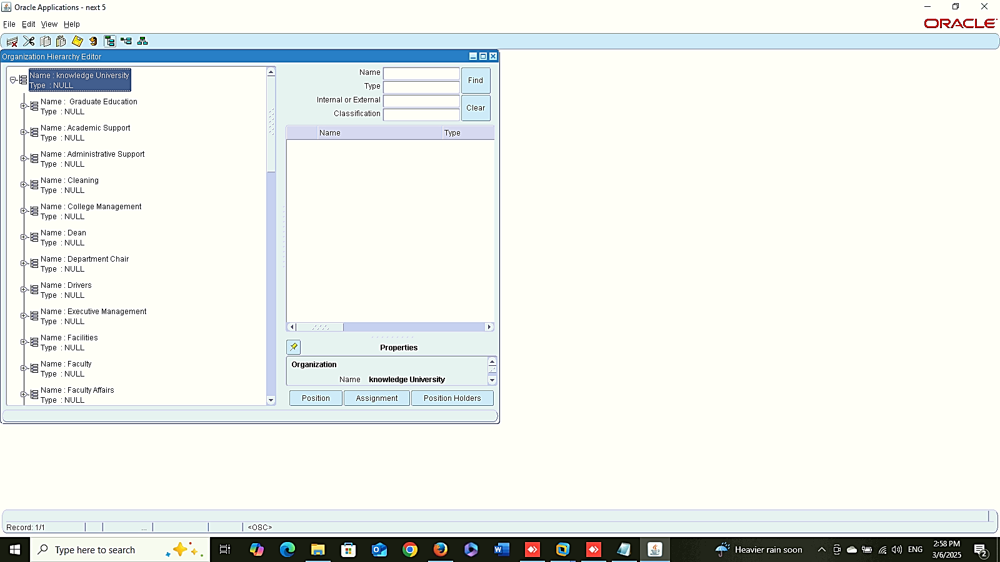 Oracle Applications - next 5
File Edit View Help
ORACLE
Organization Hierarchy Editor
Name : knowledge University
Type : NULL
Name : Graduate Education
Type : NULL
Name : Academic Support
Type : NULL
Name : Administrative Support
Type : NULL
Name : Cleaning
Type : NULL
Name : College Management
Type : NULL
Name : Dean
Type : NULL
Name : Department Chair
Type : NULL
Name : Drivers
Type : NULL
Name : Executive Management
Type : NULL
Name : Facilities
Type : NULL
Name : Faculty
Type : NULL
Name : Faculty Affairs
Type : NULL
Name
Type
Internal or External
Classification
Find
Clear
Name Type
Properties
Organization
Name knowledge University
Position Assignment Position Holders
Record: 1/1 ... <OSC>
Type here to search
Heavier rain soon
ENG
2:58 PM
3/6/2025
2